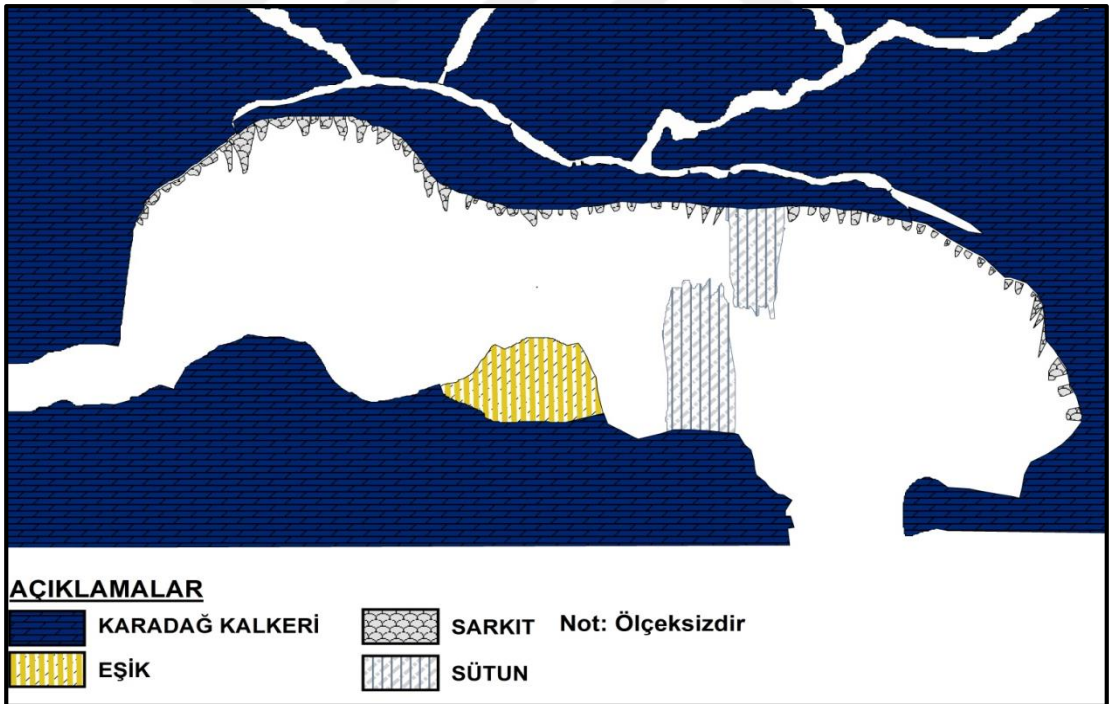 AÇIKLAMALAR
KARADAĞ KALKERİ
SARKIT Not: Ölçeksizdir
EŞİK
SÜTUN